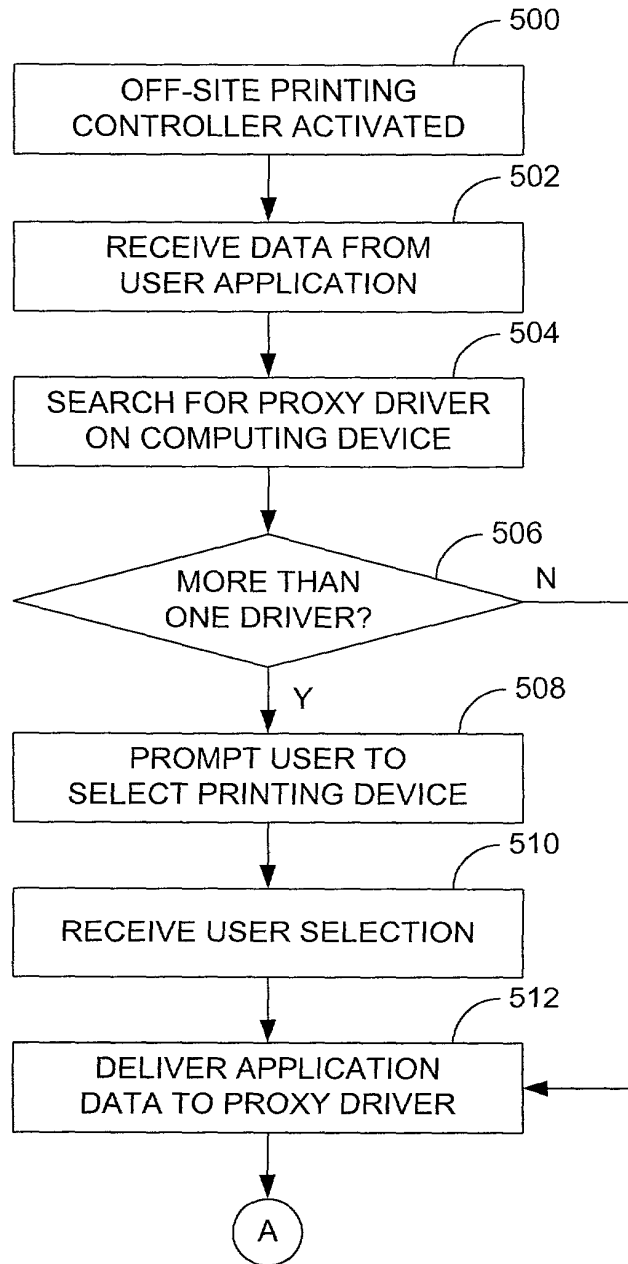 500
OFF-SITE PRINTING
CONTROLLER ACTIVATED
502
RECEIVE DATA FROM
USER APPLICATION
504
SEARCH FOR PROXY DRIVER
ON COMPUTING DEVICE
506
MORE THAN
ONE DRIVER?
N
Y
508
PROMPT USER TO
SELECT PRINTING DEVICE
510
RECEIVE USER SELECTION
512
DELIVER APPLICATION
DATA TO PROXY DRIVER
A